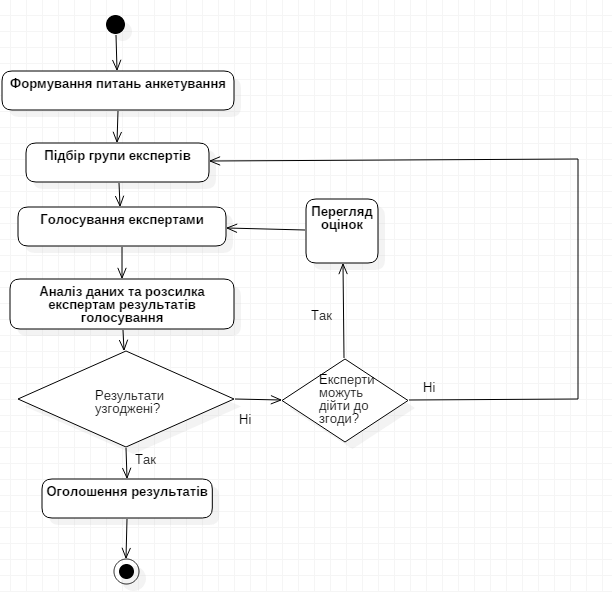 Формування питань анкетування
Підбір групи експертів
Голосування експертами
Перегляд
оцінок
Аналіз даних та розсилка
експертам результатів
голосування
Так
Результати
узгоджені?
Ні
Експерти
можуть
дійти до
згоди?
Ні
Так
Оголошення результатів